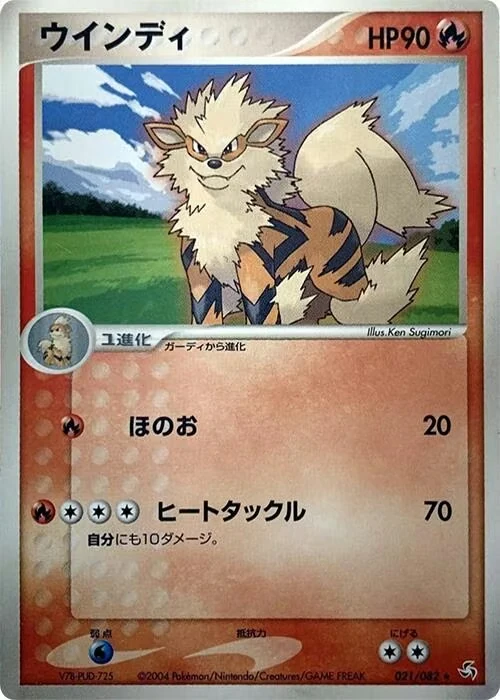 ウインディ HP90
Illus.Ken Sugimori
1進化 ガーディから進化
ほのお 20
ヒートタックル 70
自分にも10ダメージ。
弱点 抵抗力 にげる
V78-PUD-725 ©2004 Pokémon/Nintendo/Creatures/GAME FREAK 021/082 ★